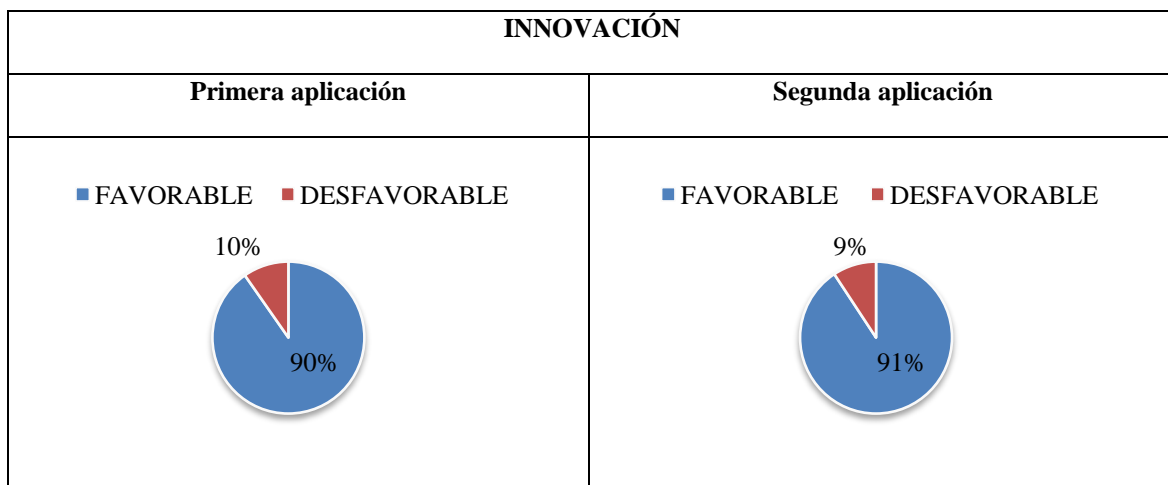 INNOVACIÓN
Primera aplicación
Segunda aplicación
FAVORABLE DESFAVORABLE
10%
90%
FAVORABLE DESFAVORABLE
9%
91%